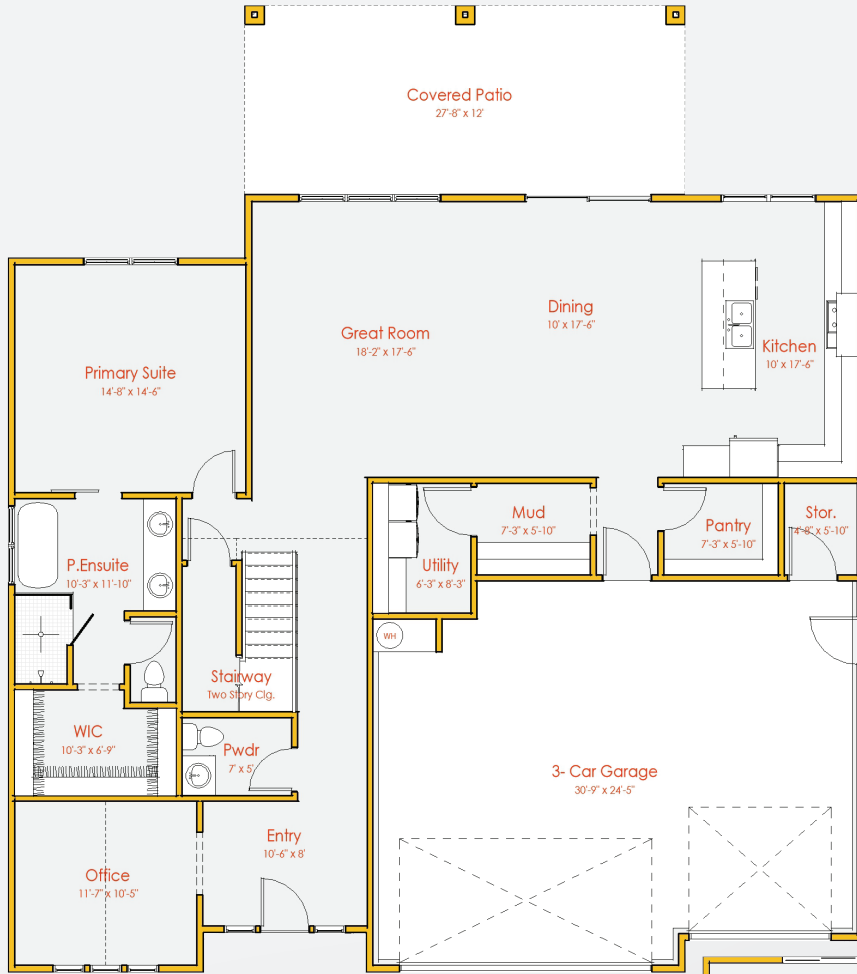 Covered Patio
27'-8" x 12'
Great Room
18'-2" x 17'-6"
Dining
10' x 17'-6"
Kitchen
10' x 17'-6"
Primary Suite
14'-8" x 14'-6"
P.Ensuite
10'-3" x 11'-10"
Utility
6'-3" x 8'-3"
Mud
7'-3" x 5'-10"
Pantry
7'-3" x 5'-10"
Stor.
4'-8" x 5'-10"
WH
Stairway
Two Story Clg.
WIC
10'-3" x 6'-9"
Pwdr
7' x 5'
3- Car Garage
30'-9" x 24'-5"
Office
11'-7" x 10'-5"
Entry
10'-6" x 8'